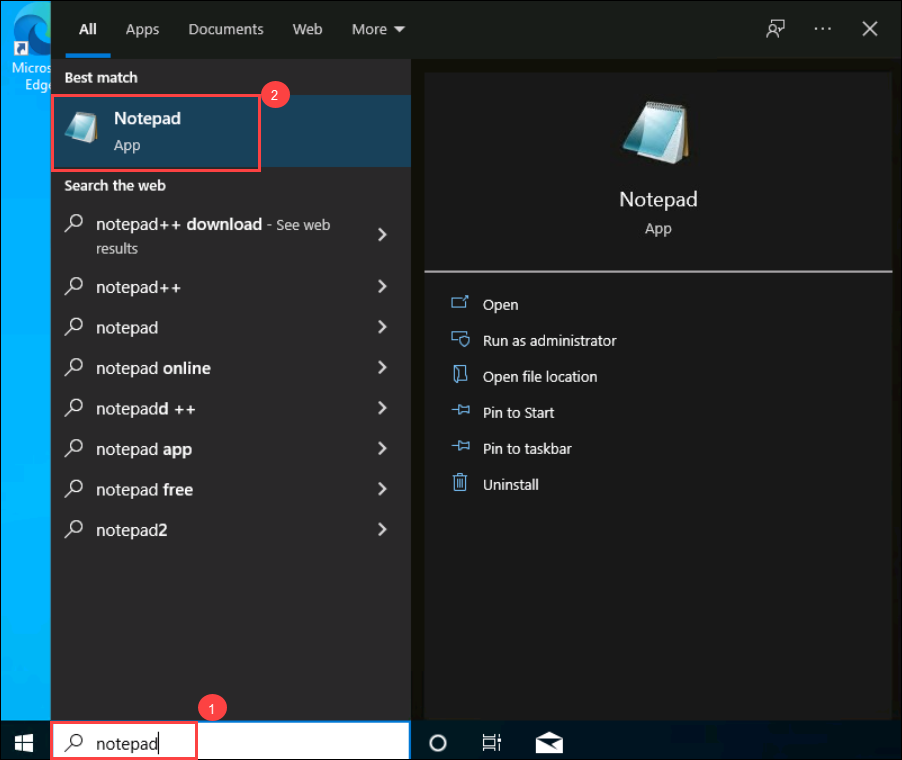 All Apps Documents Web More
Micros
Edge
Best match
Notepad
App
2
Search the web
notepad++ download - See web
results
notepad++
notepad
notepad online
notepadd ++
notepad app
notepad free
notepad2
Notepad
App
Open
Run as administrator
Open file location
Pin to Start
Pin to taskbar
Uninstall
1
notepad